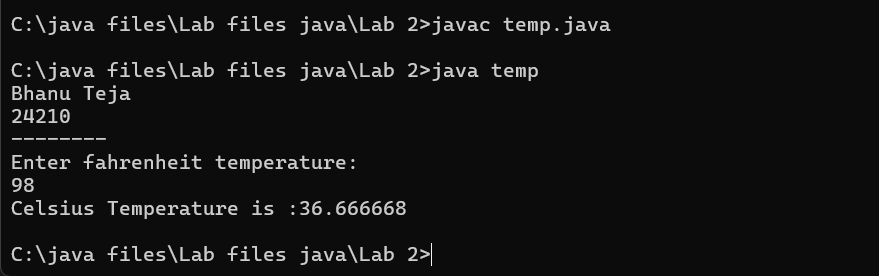 C:\java files\Lab files java\Lab 2>javac temp.java
C:\java files\Lab files java\Lab 2>java temp
Bhanu Teja
24210
--------
Enter fahrenheit temperature:
98
Celsius Temperature is :36.666668
C:\java files\Lab files java\Lab 2>